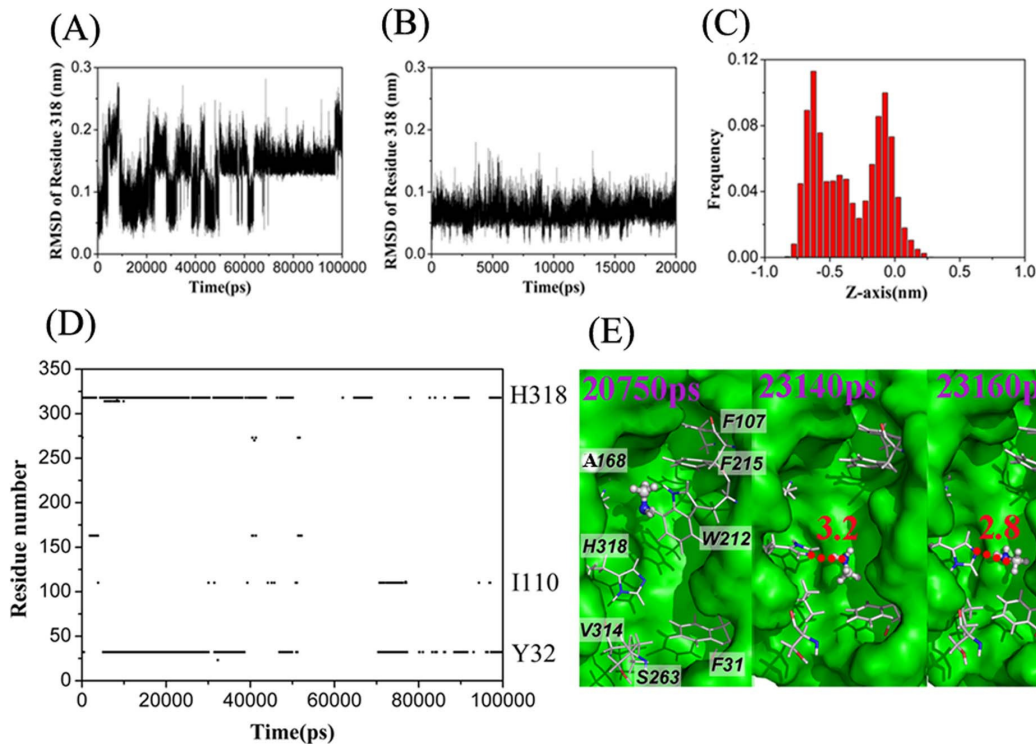 (A)
RMSD of Residue 318 (nm)
0.3
0.2
0.1
0.0
0 20000 40000 60000 80000 100000
Time(ps)
(B)
RMSD of Residue 318 (nm)
0.3
0.2
0.1
0.0
0 5000 10000 15000 20000
Time(ps)
(C)
Frequency
0.12
0.08
0.04
0.00
-1.0 -0.5 0.0 0.5 1.0
Z-axis(nm)
(D)
Residue number
350
300
250
200
150
100
50
0
0 20000 40000 60000 80000 100000
Time(ps)
H318
I110
Y32
(E)
20750ps
F107
A168
F215
W212
H318
V314
F31
S263
23140ps
3.2
23160p
2.8